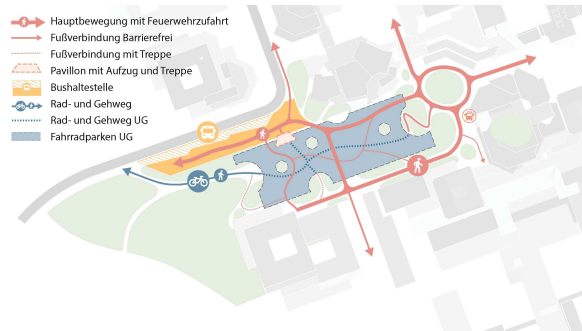 Hauptbewegung mit Feuerwehrzufahrt
Fußverbindung Barrierefrei
Fußverbindung mit Treppe
Pavillon mit Aufzug und Treppe
Bushaltestelle
Rad- und Gehweg
Rad- und Gehweg UG
Fahrradparken UG